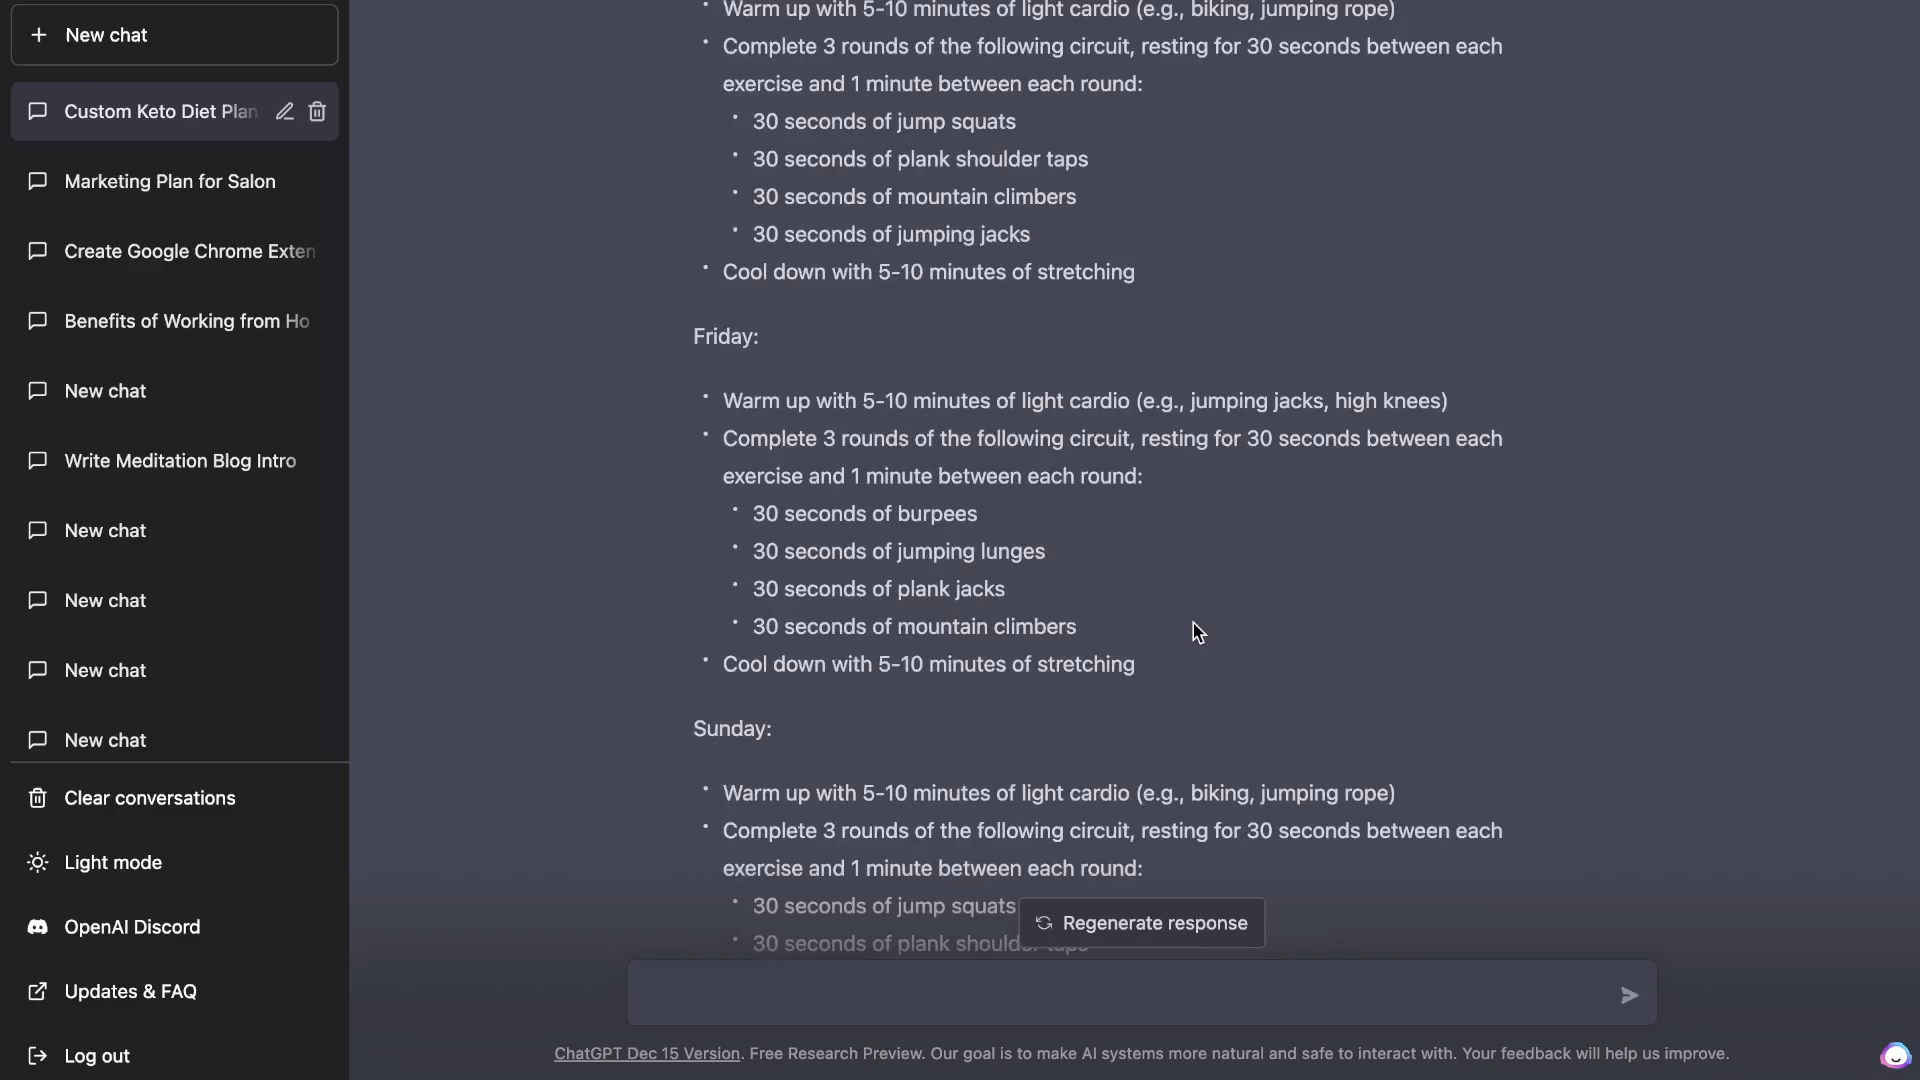 New chat
Custom Keto Diet Plan
Marketing Plan for Salon
Create Google Chrome Exten
Benefits of Working from Ho
New chat
Write Meditation Blog Intro
New chat
New chat
New chat
New chat
Clear conversations
Light mode
OpenAI Discord
Updates & FAQ
Log out
• Warm up with 5-10 minutes of light cardio (e.g., biking, jumping rope)
• Complete 3 rounds of the following circuit, resting for 30 seconds between each
exercise and 1 minute between each round:
• 30 seconds of jump squats
• 30 seconds of plank shoulder taps
• 30 seconds of mountain climbers
• 30 seconds of jumping jacks
• Cool down with 5-10 minutes of stretching
Friday:
• Warm up with 5-10 minutes of light cardio (e.g., jumping jacks, high knees)
• Complete 3 rounds of the following circuit, resting for 30 seconds between each
exercise and 1 minute between each round:
• 30 seconds of burpees
• 30 seconds of jumping lunges
• 30 seconds of plank jacks
• 30 seconds of mountain climbers
• Cool down with 5-10 minutes of stretching
Sunday:
• Warm up with 5-10 minutes of light cardio (e.g., biking, jumping rope)
• Complete 3 rounds of the following circuit, resting for 30 seconds between each
exercise and 1 minute between each round:
• 30 seconds of jump squats
• 30 seconds of plank shoulder taps
Regenerate response
ChatGPT Dec 15 Version. Free Research Preview. Our goal is to make AI systems more natural and safe to interact with. Your feedback will help us improve.